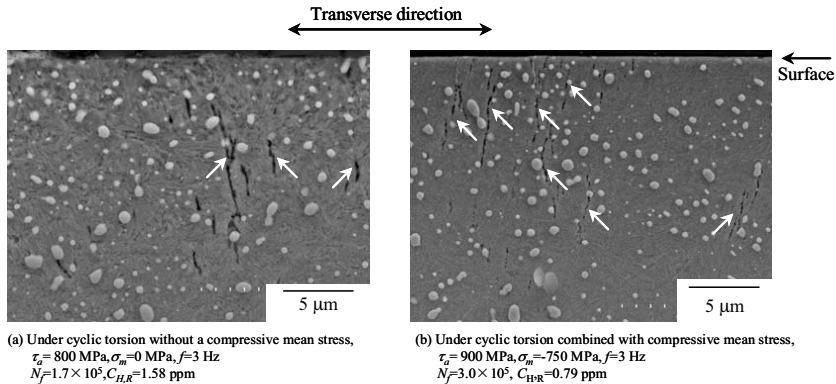 Transverse direction
Surface
5 μm
5 μm
(a) Under cyclic torsion without a compressive mean stress,
τa= 800 MPa,σm=0 MPa,f=3 Hz
Nf=1.7×10⁵,CH,R=1.58 ppm
(b) Under cyclic torsion combined with compressive mean stress,
τa= 900 MPa,σm=-750 MPa,f=3 Hz
Nf=3.0×10⁵, CH,R=0.79 ppm